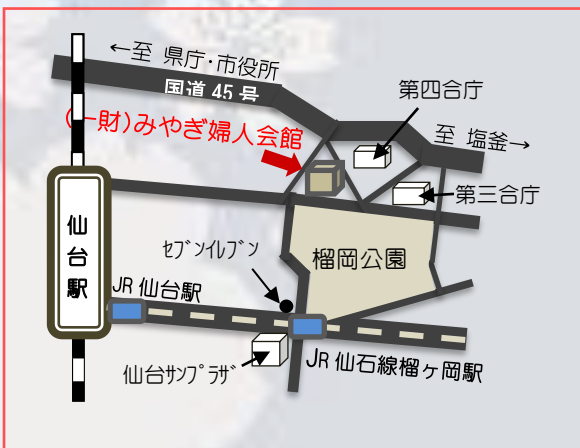 ←至 県庁・市役所
国道 45 号
第四合庁
(一財)みやぎ婦人会館
至 塩釜→
第三合庁
仙台駅
ｾﾌﾞﾝｲﾚﾌﾞﾝ
榴岡公園
JR 仙台駅
仙台ｻﾝﾌﾟﾗｻﾞ
JR 仙石線榴ヶ岡駅